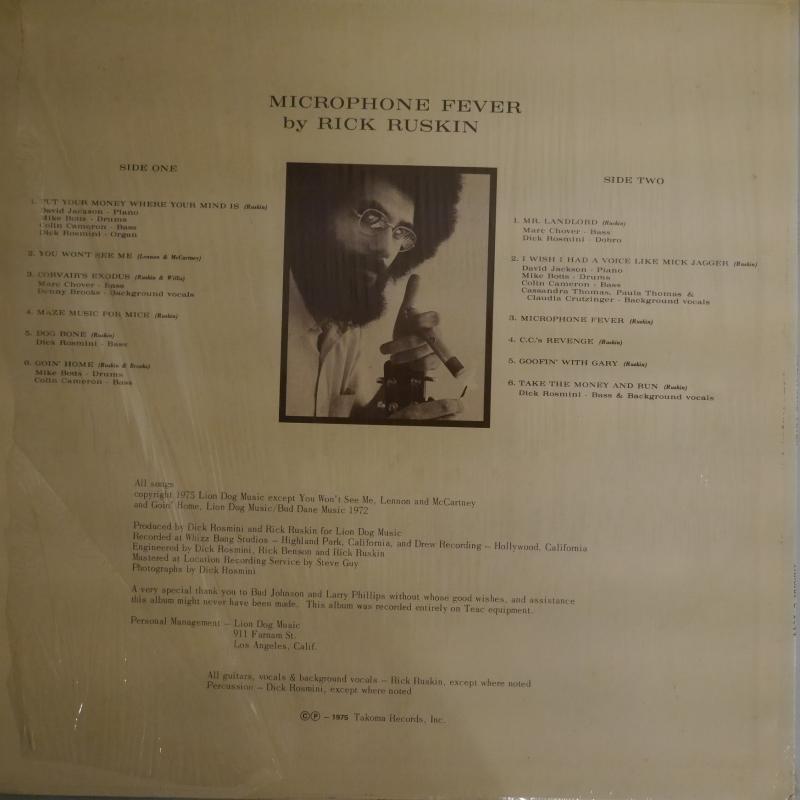 MICROPHONE FEVER
by RICK RUSKIN
SIDE ONE
1. PUT YOUR MONEY WHERE YOUR MIND IS (Ruskin)
David Jackson - Piano
Mike Botts - Drums
Colin Cameron - Bass
Dick Rosmini - Organ
2. YOU WON'T SEE ME (Lennon & McCartney)
3. CORVAIR'S EXODUS (Ruskin & Willis)
Marc Chover - Bass
Denny Brooks - Background vocals
4. MAZE MUSIC FOR MICE (Ruskin)
5. DOG BONE (Ruskin)
Dick Rosmini - Bass
6. GOIN' HOME (Ruskin & Brooks)
Mike Botts - Drums
Colin Cameron - Bass
SIDE TWO
1. MR. LANDLORD (Ruskin)
Marc Chover - Bass
Dick Rosmini - Dobro
2. I WISH I HAD A VOICE LIKE MICK JAGGER (Ruskin)
David Jackson - Piano
Mike Botts - Drums
Colin Cameron - Bass
Cassandra Thomas, Paula Thomas &
Claudia Crutzinger - Background vocals
3. MICROPHONE FEVER (Ruskin)
4. C.C.'s REVENGE (Ruskin)
5. GOOFIN' WITH GARY (Ruskin)
6. TAKE THE MONEY AND RUN (Ruskin)
Dick Rosmini - Bass & Background vocals
All songs
copyright 1975 Lion Dog Music except You Won't See Me, Lennon and McCartney
and Goin' Home, Lion Dog Music/Bud Dane Music 1972
Produced by Dick Rosmini and Rick Ruskin for Lion Dog Music
Recorded at Whizz Bang Studios – Highland Park, California, and Drew Recording – Hollywood, California
Engineered by Dick Rosmini, Rick Benson and Rick Ruskin
Mastered at Location Recording Service by Steve Guy
Photographs by Dick Rosmini
A very special thank you to Bud Johnson and Larry Phillips without whose good wishes, and assistance
this album might never have been made. This album was recorded entirely on Teac equipment.
Personal Management – Lion Dog Music
911 Farnam St.
Los Angeles, Calif.
All guitars, vocals & background vocals – Rick Ruskin, except where noted
Percussion – Dick Rosmini, except where noted
©℗ – 1975 Takoma Records, Inc.